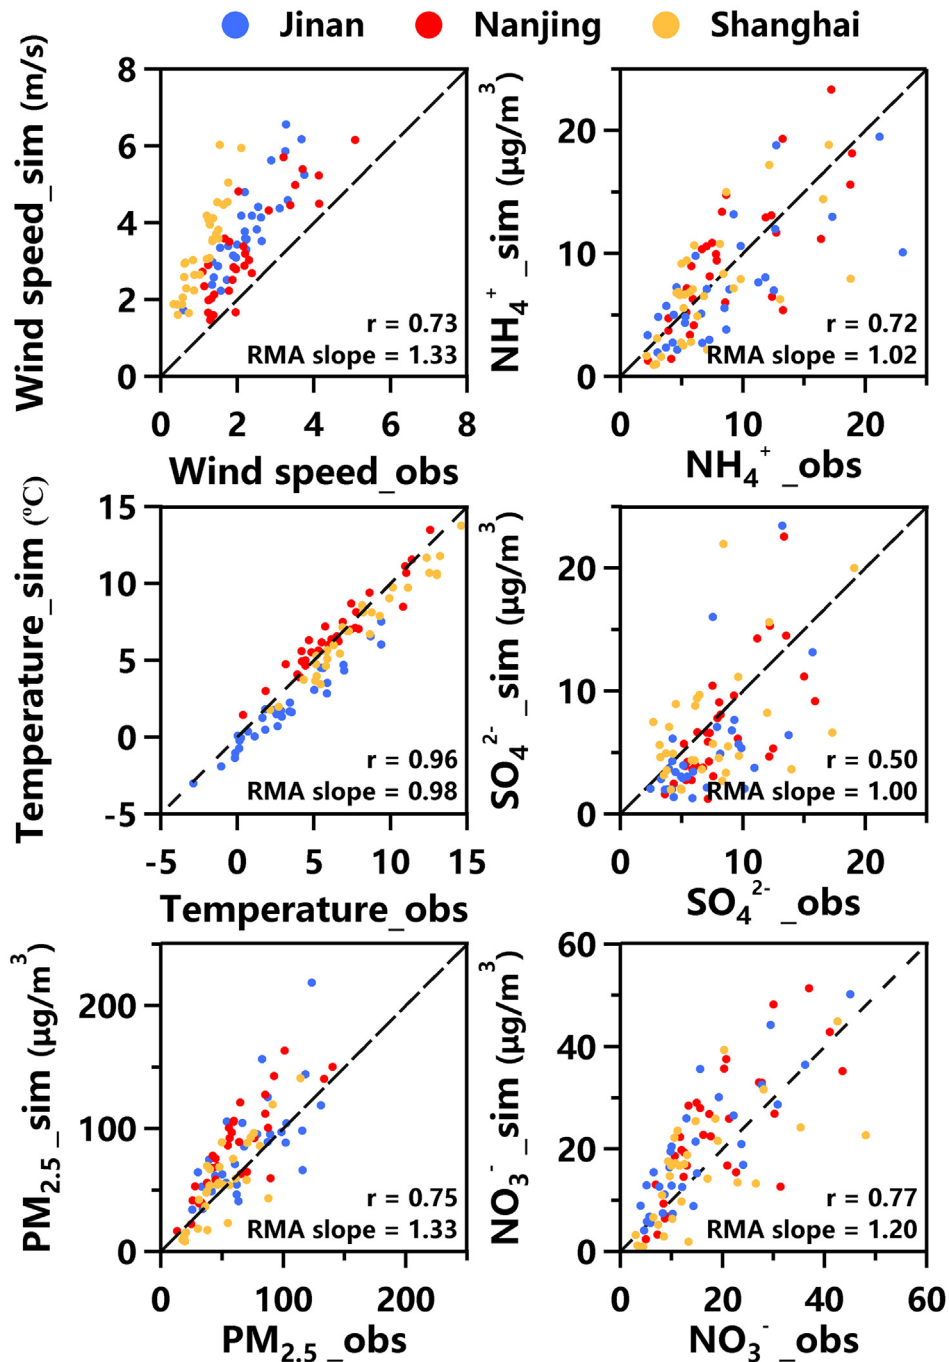 Jinan Nanjing Shanghai
Wind speed_sim (m/s)
8
6
4
2
0
r = 0.73
RMA slope = 1.33
0 2 4 6 8
Wind speed_obs
NH₄⁺ _sim (μg/m³)
20
10
0
r = 0.72
RMA slope = 1.02
0 10 20
NH₄⁺ _obs
Temperature_sim (ºC)
15
10
5
0
-5
r = 0.96
RMA slope = 0.98
-5 0 5 10 15
Temperature_obs
SO₄²⁻ _sim (μg/m³)
20
10
0
r = 0.50
RMA slope = 1.00
0 10 20
SO₄²⁻ _obs
PM₂.₅ _sim (μg/m³)
200
100
0
r = 0.75
RMA slope = 1.33
0 100 200
PM₂.₅ _obs
NO₃⁻ _sim (μg/m³)
60
40
20
0
r = 0.77
RMA slope = 1.20
0 20 40 60
NO₃⁻ _obs